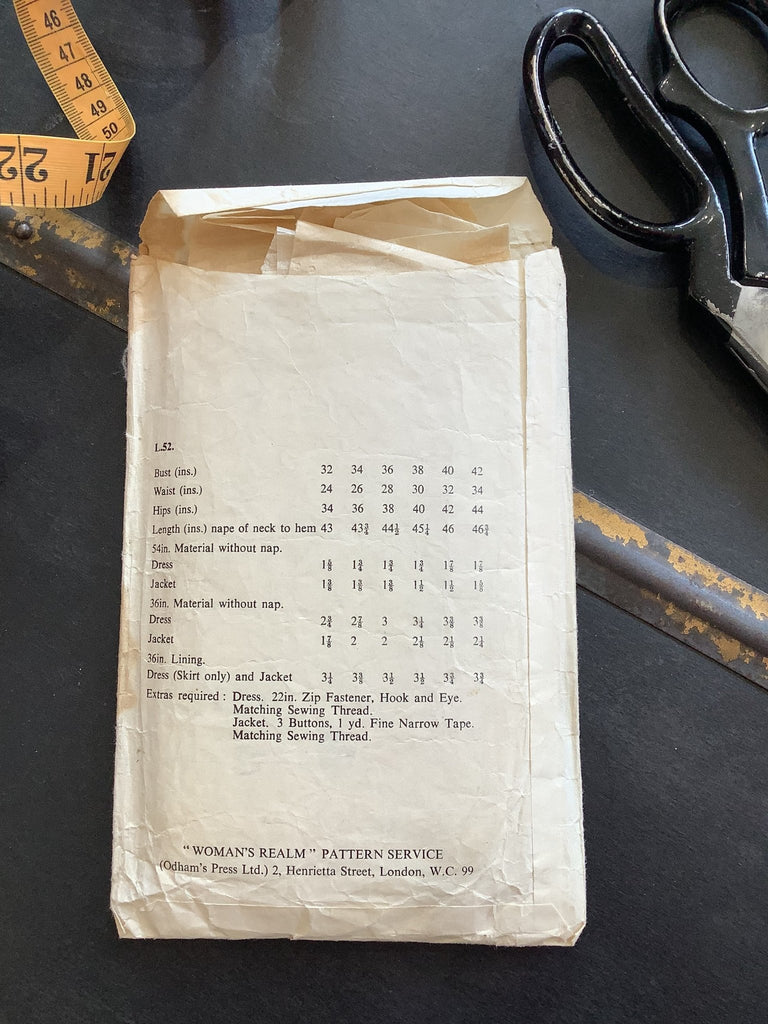 46
47
48
49
50
22
21
L.52.
Bust (ins.) 32 34 36 38 40 42
Waist (ins.) 24 26 28 30 32 34
Hips (ins.) 34 36 38 40 42 44
Length (ins.) nape of neck to hem 43 43¾ 44½ 45¼ 46 46¾
54in. Material without nap.
Dress 1⅝ 1¾ 1¾ 1¾ 1⅞ 1⅞
Jacket 1⅜ 1⅜ 1⅜ 1½ 1½ 1⅝
36in. Material without nap.
Dress 2¾ 2⅞ 3 3¼ 3⅜ 3⅜
Jacket 1⅞ 2 2 2⅛ 2⅛ 2¼
36in. Lining.
Dress (Skirt only) and Jacket 3¼ 3⅜ 3½ 3½ 3¾ 3¾
Extras required : Dress. 22in. Zip Fastener, Hook and Eye.
Matching Sewing Thread.
Jacket. 3 Buttons, 1 yd. Fine Narrow Tape.
Matching Sewing Thread.
“WOMAN'S REALM” PATTERN SERVICE
(Odham's Press Ltd.) 2, Henrietta Street, London, W.C. 99